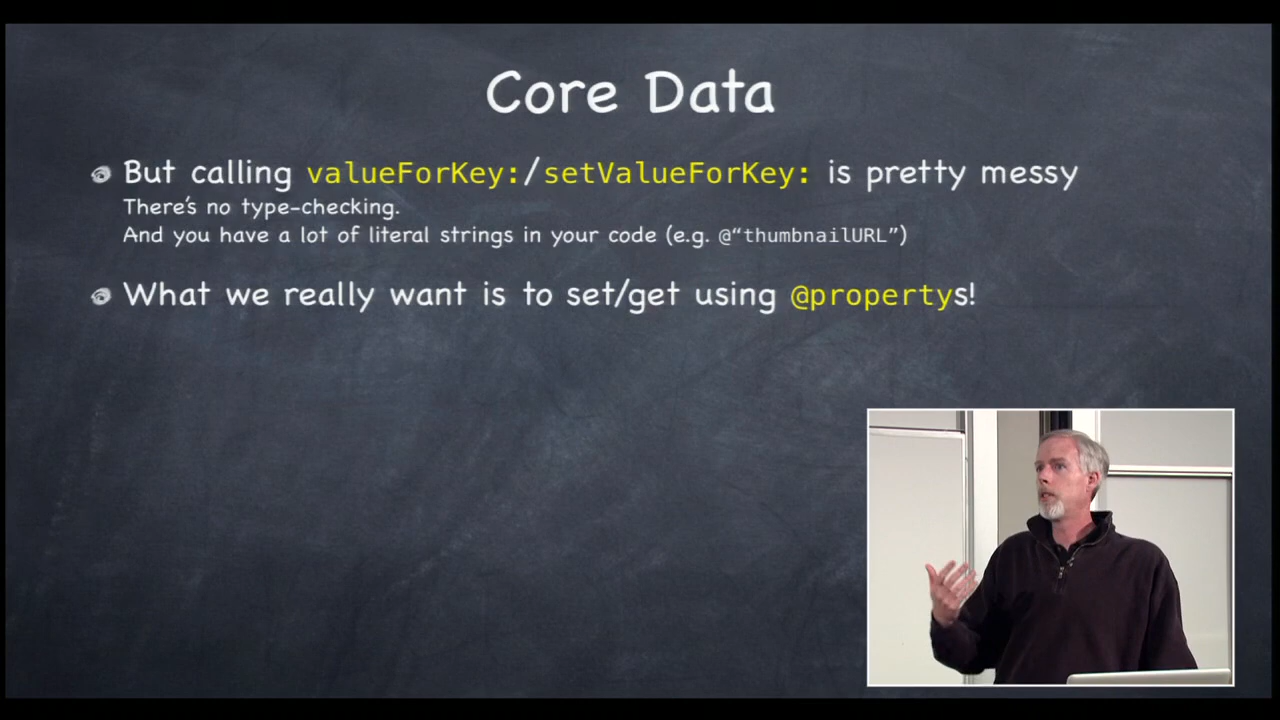 Core Data
But calling valueForKey:/setValueForKey: is pretty messy
There's no type-checking.
And you have a lot of literal strings in your code (e.g. @“thumbnailURL”)
What we really want is to set/get using @propertys!